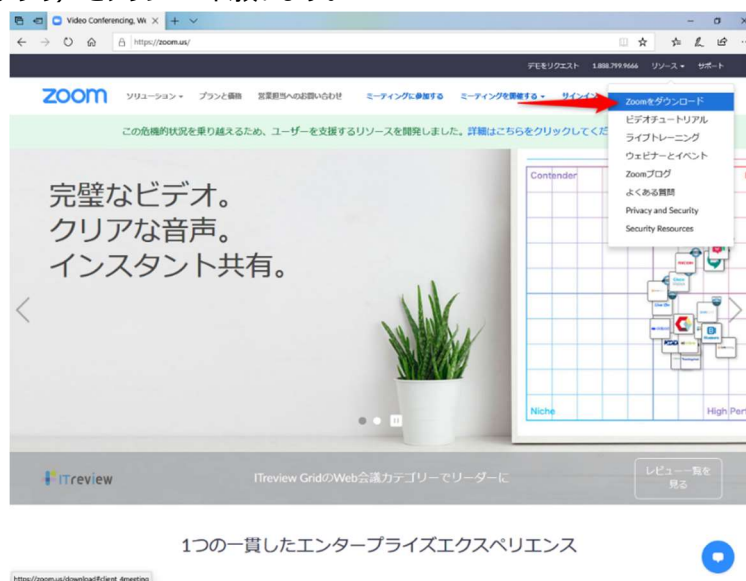 Video Conferencing, We
https://zoom.us/
デモをリクエスト 1.888.799.9666 リソース サポート
zoom ソリューション プランと価格 営業担当へのお問い合わせ ミーティングに参加する ミーティングを開催する サインイン
Zoomをダウンロード
ビデオチュートリアル
ライブトレーニング
ウェビナーとイベント
Zoomブログ
よくある質問
Privacy and Security
Security Resources
この危機的状況を乗り越えるため、ユーザーを支援するリソースを開発しました。詳細はこちらをクリックしてくだ
完璧なビデオ。
クリアな音声。
インスタント共有。
Contender
Niche
High Per
ITreview
ITreview GridのWeb会議カテゴリーでリーダーに
レビュー一覧を
見る
1つの一貫したエンタープライズエクスペリエンス
https://zoom.us/download#client_4meeting